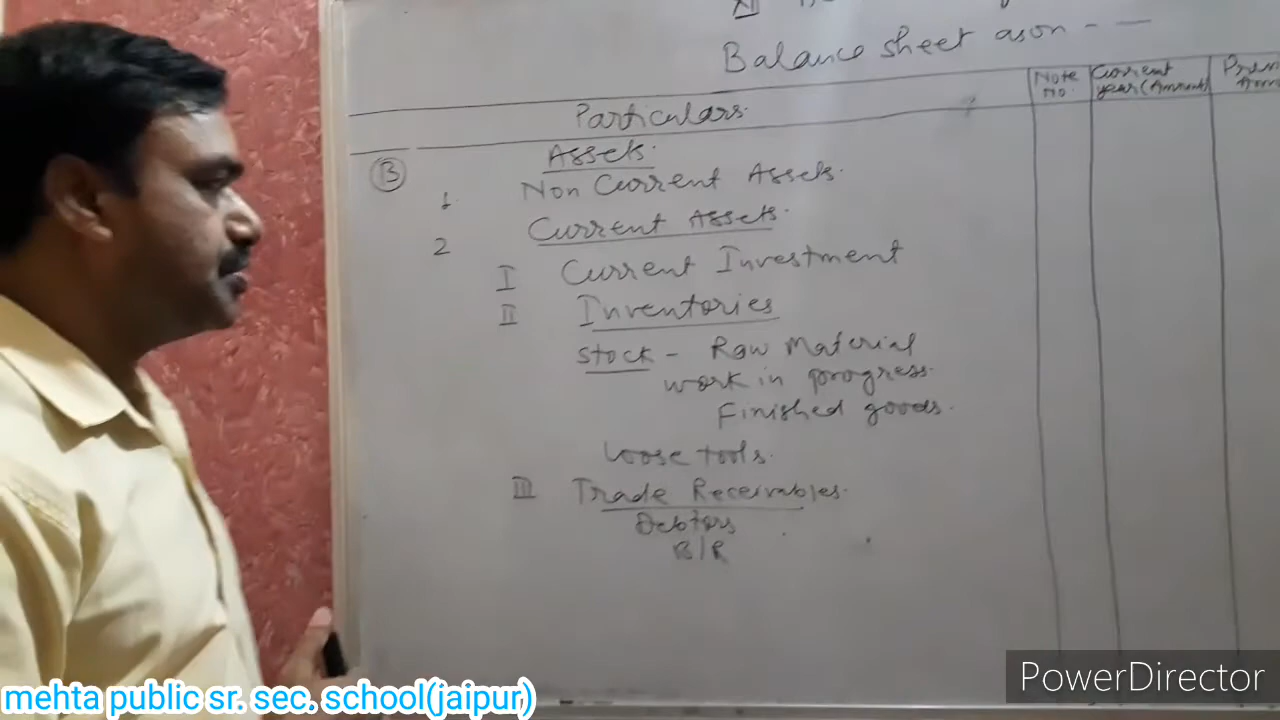 XII
Balance sheet as on - —
Particulars. Note No. Current year (Amount)
B Assets.
1. Non Current Assets.
2 Current Assets.
I Current Investment
II Inventories
Stock - Raw Material
work in progress.
Finished goods.
Loose tools.
III Trade Receivables.
Debtors
B/R
PowerDirector
mehta public sr. sec. school(jaipur)